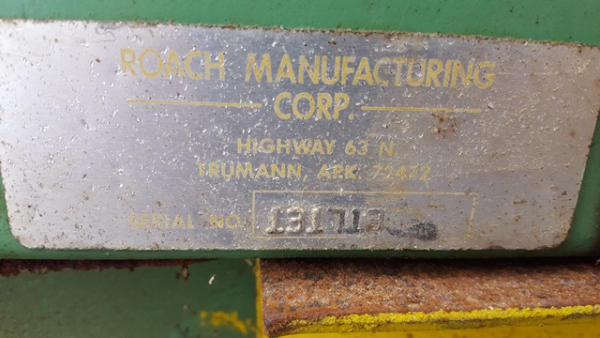 ROACH MANUFACTURING
CORP.
HIGHWAY 63 N.
TRUMANN, ARK. 72472
SERIAL NO.